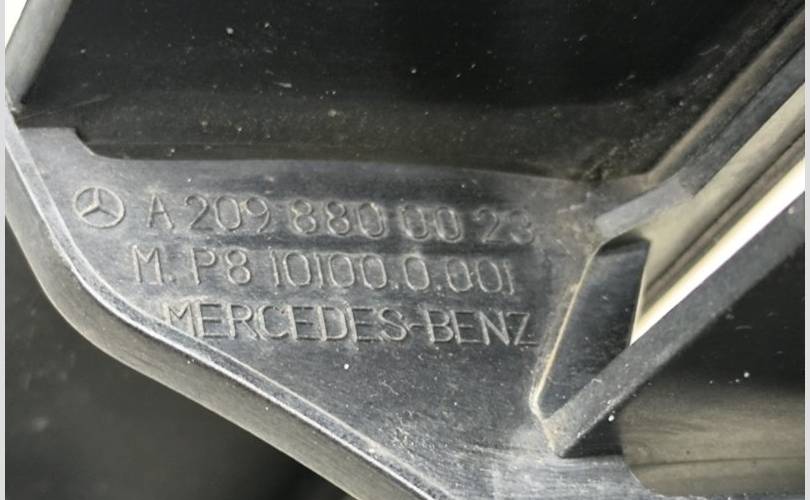 A 209 880 00 23
M. P8 10100.0.001
MERCEDES-BENZ